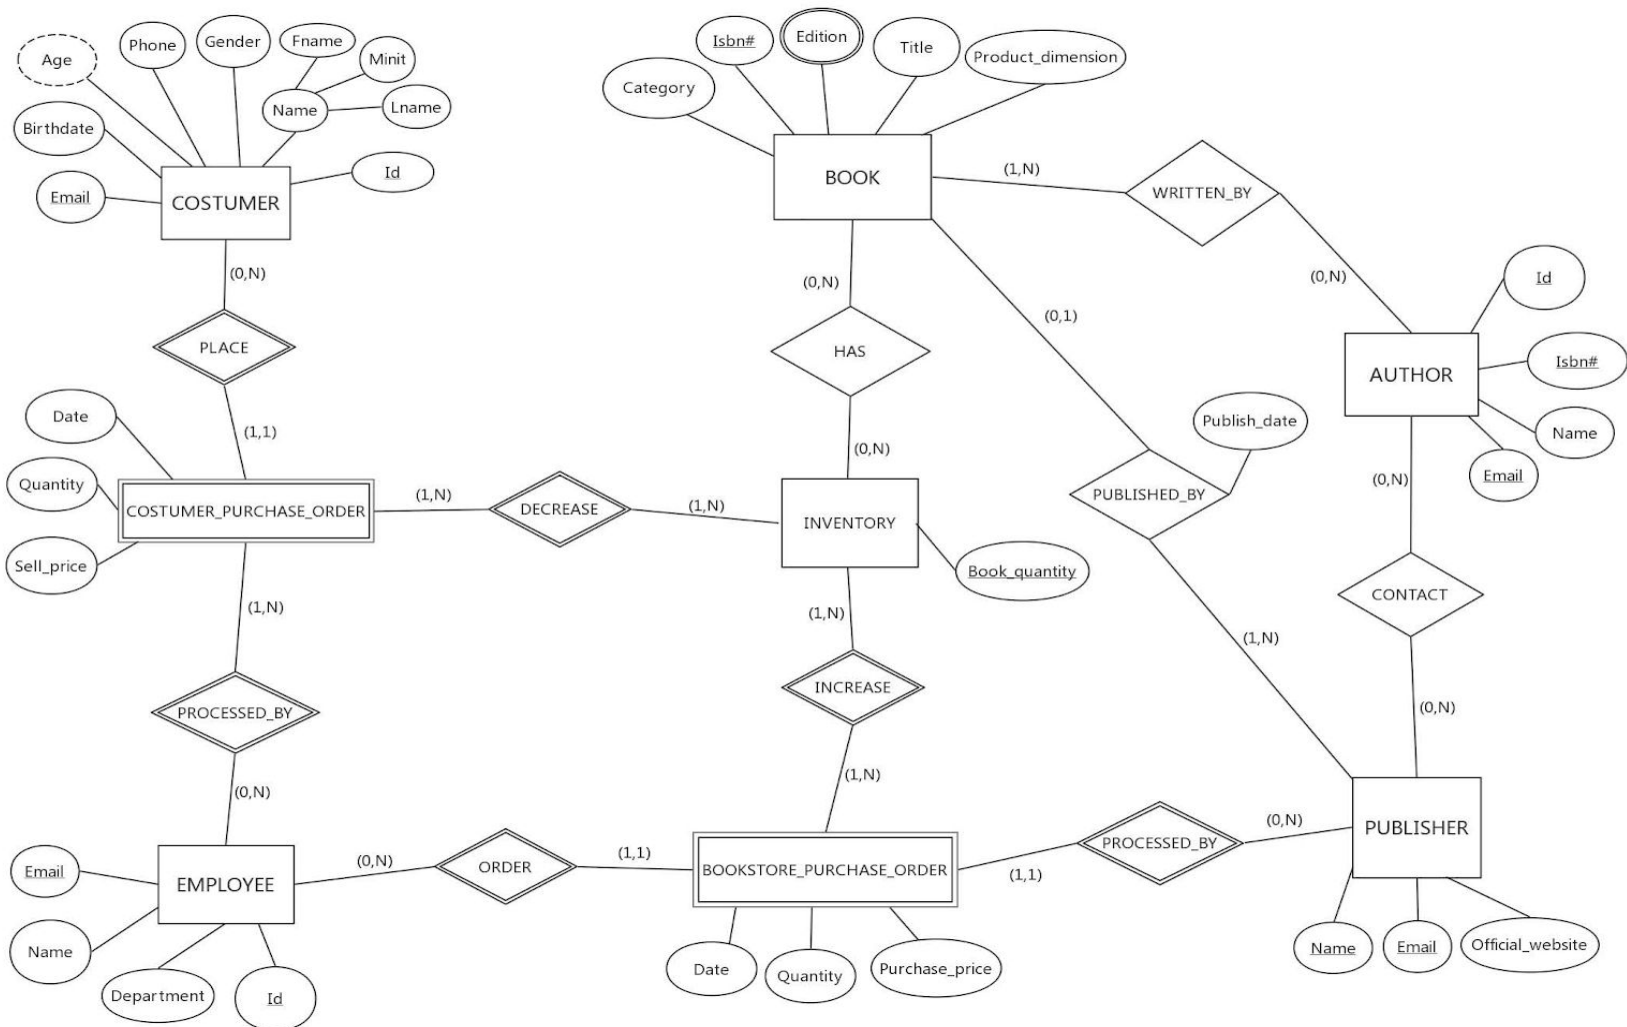 Age
Phone
Gender
Fname
Minit
Name
Lname
Birthdate
Email
Id
COSTUMER
(0,N)
PLACE
(1,1)
Date
Quantity
Sell_price
COSTUMER_PURCHASE_ORDER
(1,N)
DECREASE
(1,N)
(1,N)
PROCESSED_BY
(0,N)
Email
Name
Department
Id
EMPLOYEE
(0,N)
ORDER
(1,1)
Category
Isbn#
Edition
Title
Product_dimension
BOOK
(1,N)
WRITTEN_BY
(0,N)
(0,N)
HAS
(0,N)
(0,1)
INVENTORY
Book_quantity
(1,N)
INCREASE
(1,N)
BOOKSTORE_PURCHASE_ORDER
Date
Quantity
Purchase_price
(1,1)
PROCESSED_BY
(0,N)
Publish_date
PUBLISHED_BY
(1,N)
Id
Isbn#
Name
Email
AUTHOR
(0,N)
CONTACT
(0,N)
PUBLISHER
Name
Email
Official_website